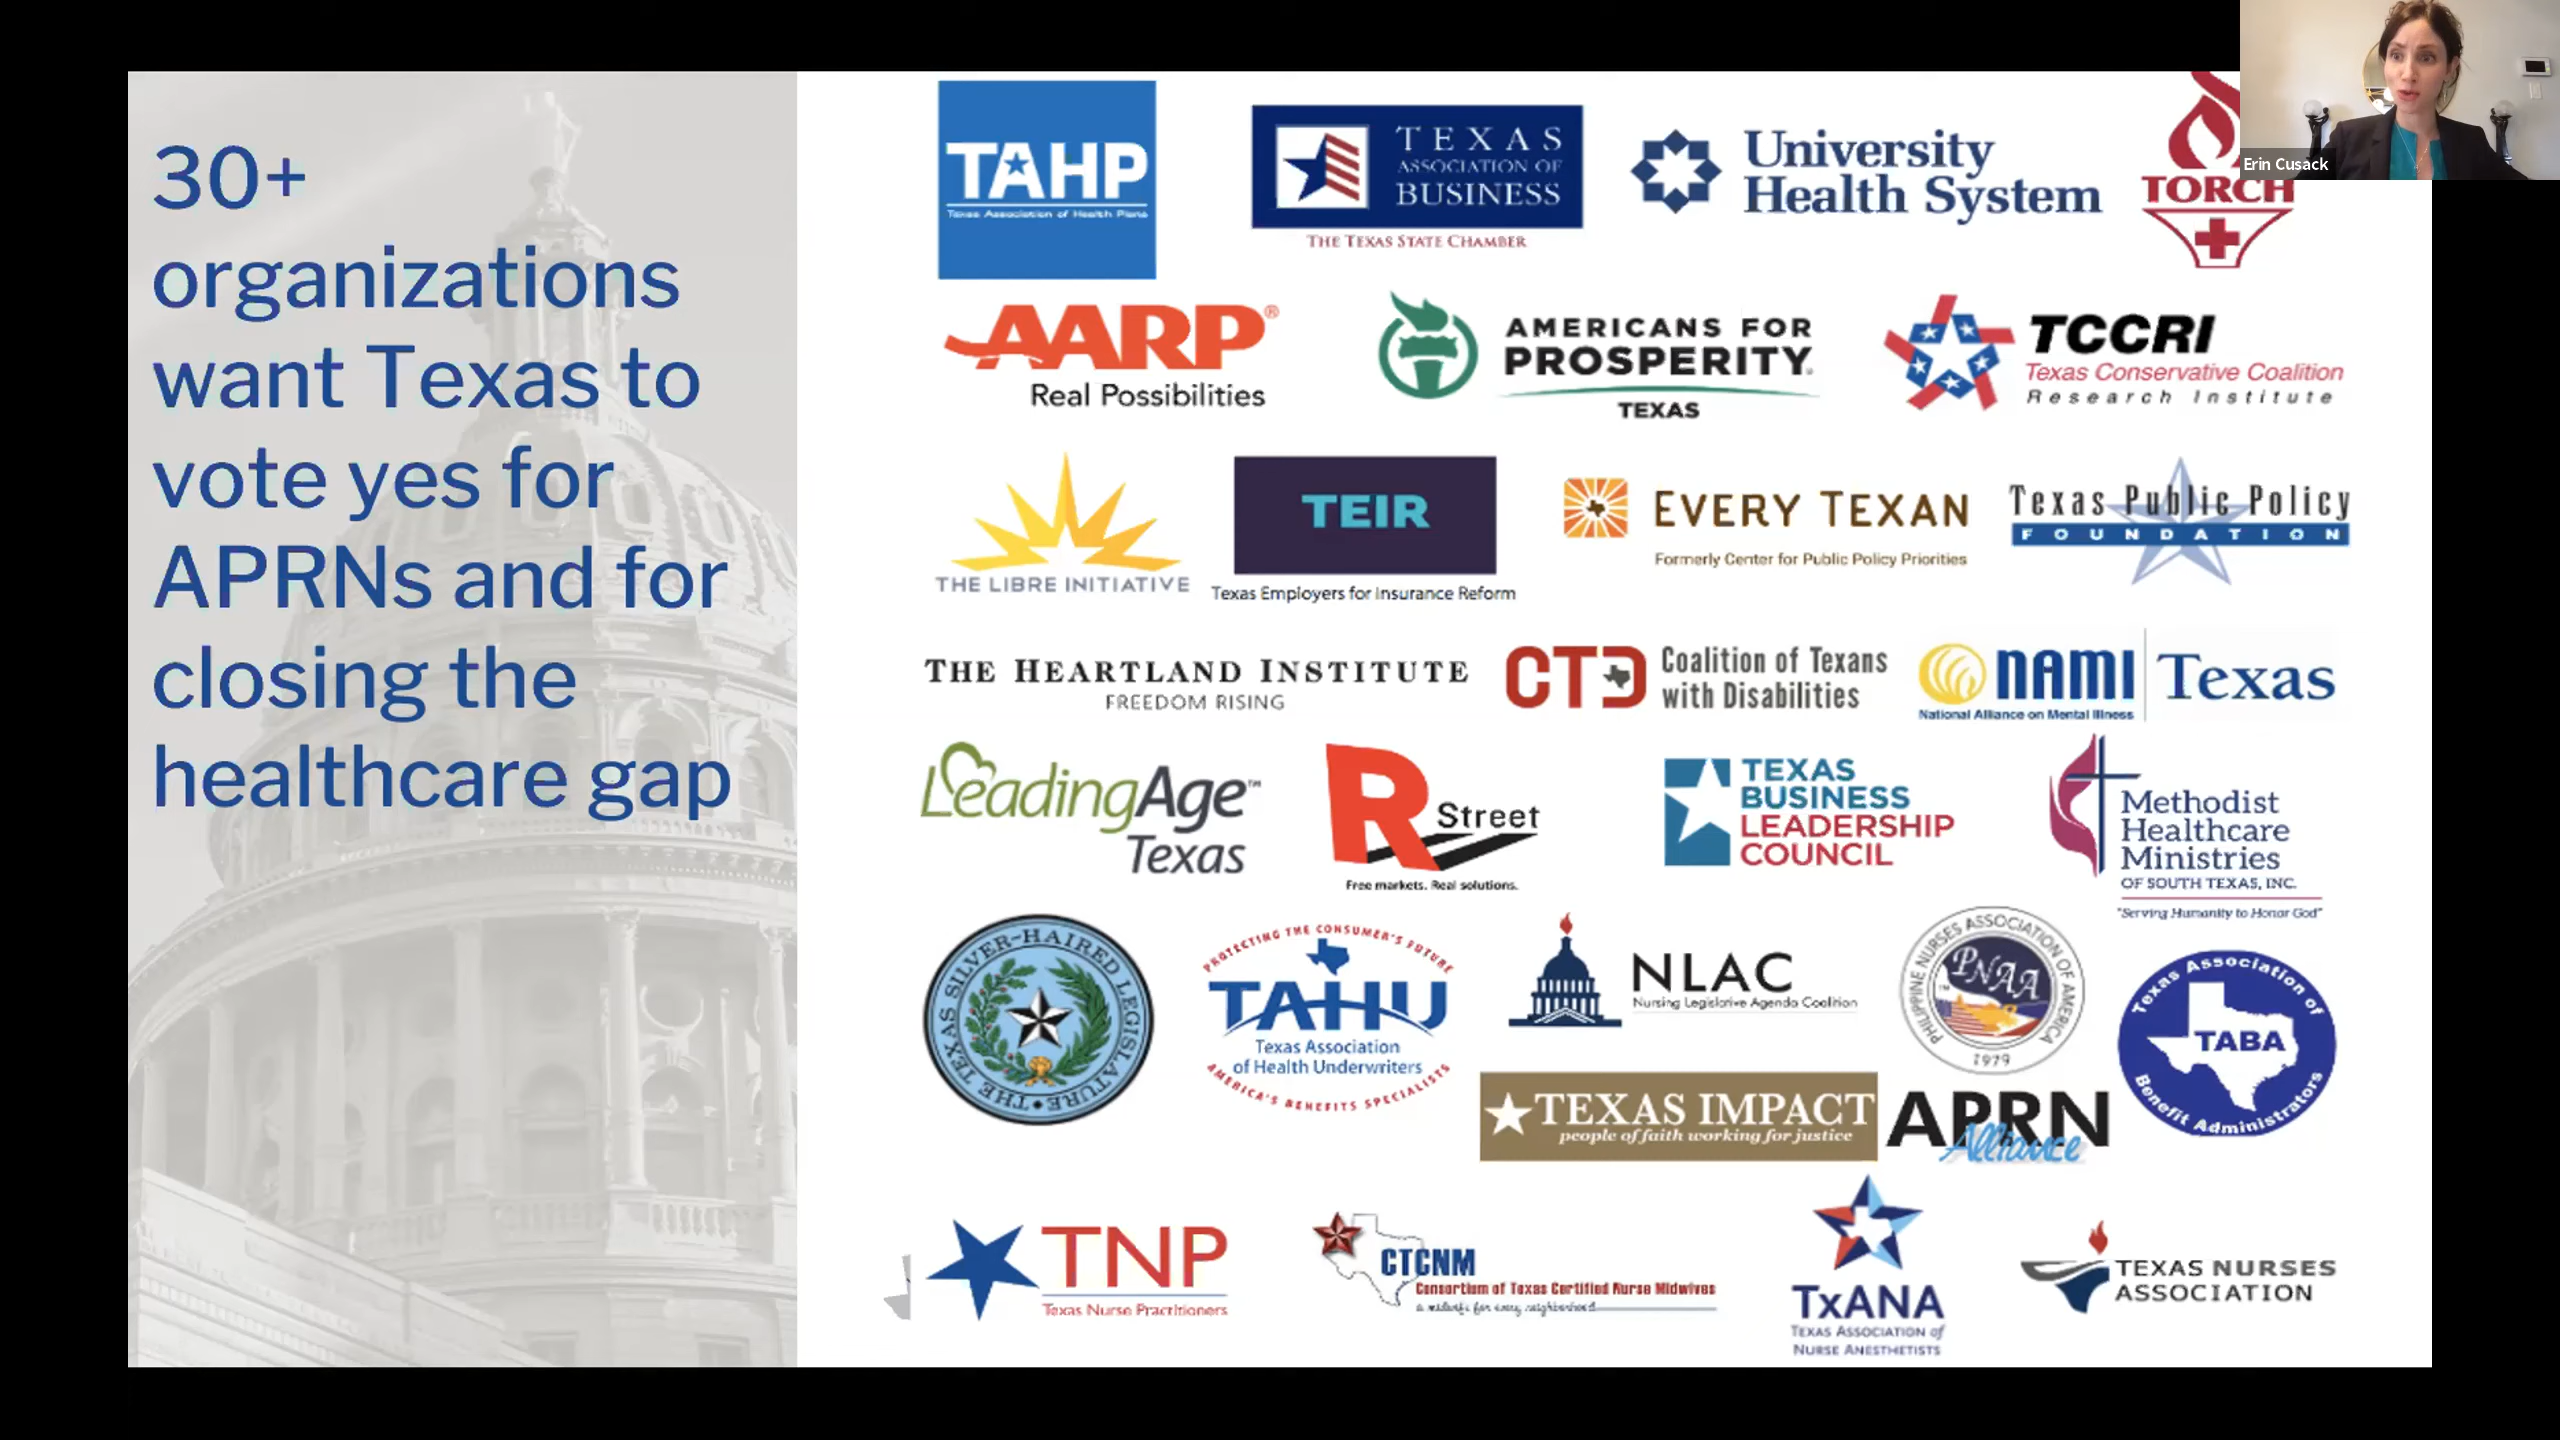 30+
organizations
want Texas to
vote yes for
APRNs and for
closing the
healthcare gap
TAHP
Texas Association of Health Plans
TEXAS
ASSOCIATION OF
BUSINESS
THE TEXAS STATE CHAMBER
University
Health System
TORCH
Erin Cusack
AARP®
Real Possibilities
AMERICANS FOR
PROSPERITY®
TEXAS
TCCRI
Texas Conservative Coalition
Research Institute
THE LIBRE INITIATIVE
TEIR
Texas Employers for Insurance Reform
EVERY TEXAN
Formerly Center for Public Policy Priorities
Texas Public Policy
FOUNDATION
THE HEARTLAND INSTITUTE
FREEDOM RISING
CTD
Coalition of Texans
with Disabilities
NAMI Texas
National Alliance on Mental Illness
LeadingAge™
Texas
R Street
Free markets. Real solutions.
TEXAS
BUSINESS
LEADERSHIP
COUNCIL
Methodist
Healthcare
Ministries
OF SOUTH TEXAS, INC.
"Serving Humanity to Honor God"
THE TEXAS SILVER-HAIRED LEGISLATURE
PROTECTING THE CONSUMER'S FUTURE
TAHU
Texas Association
of Health Underwriters
AMERICA'S BENEFITS SPECIALISTS
NLAC
Nursing Legislative Agenda Coalition
PHILIPPINE NURSES ASSOCIATION OF AMERICA
PNAA
1979
Texas Association of
TABA
Benefit Administrators
TEXAS IMPACT
people of faith working for justice
APRN
Alliance
TNP
Texas Nurse Practitioners
CTCNM
Consortium of Texas Certified Nurse Midwives
a midwife for every neighborhood
TxANA
TEXAS ASSOCIATION of
NURSE ANESTHETISTS
TEXAS NURSES
ASSOCIATION